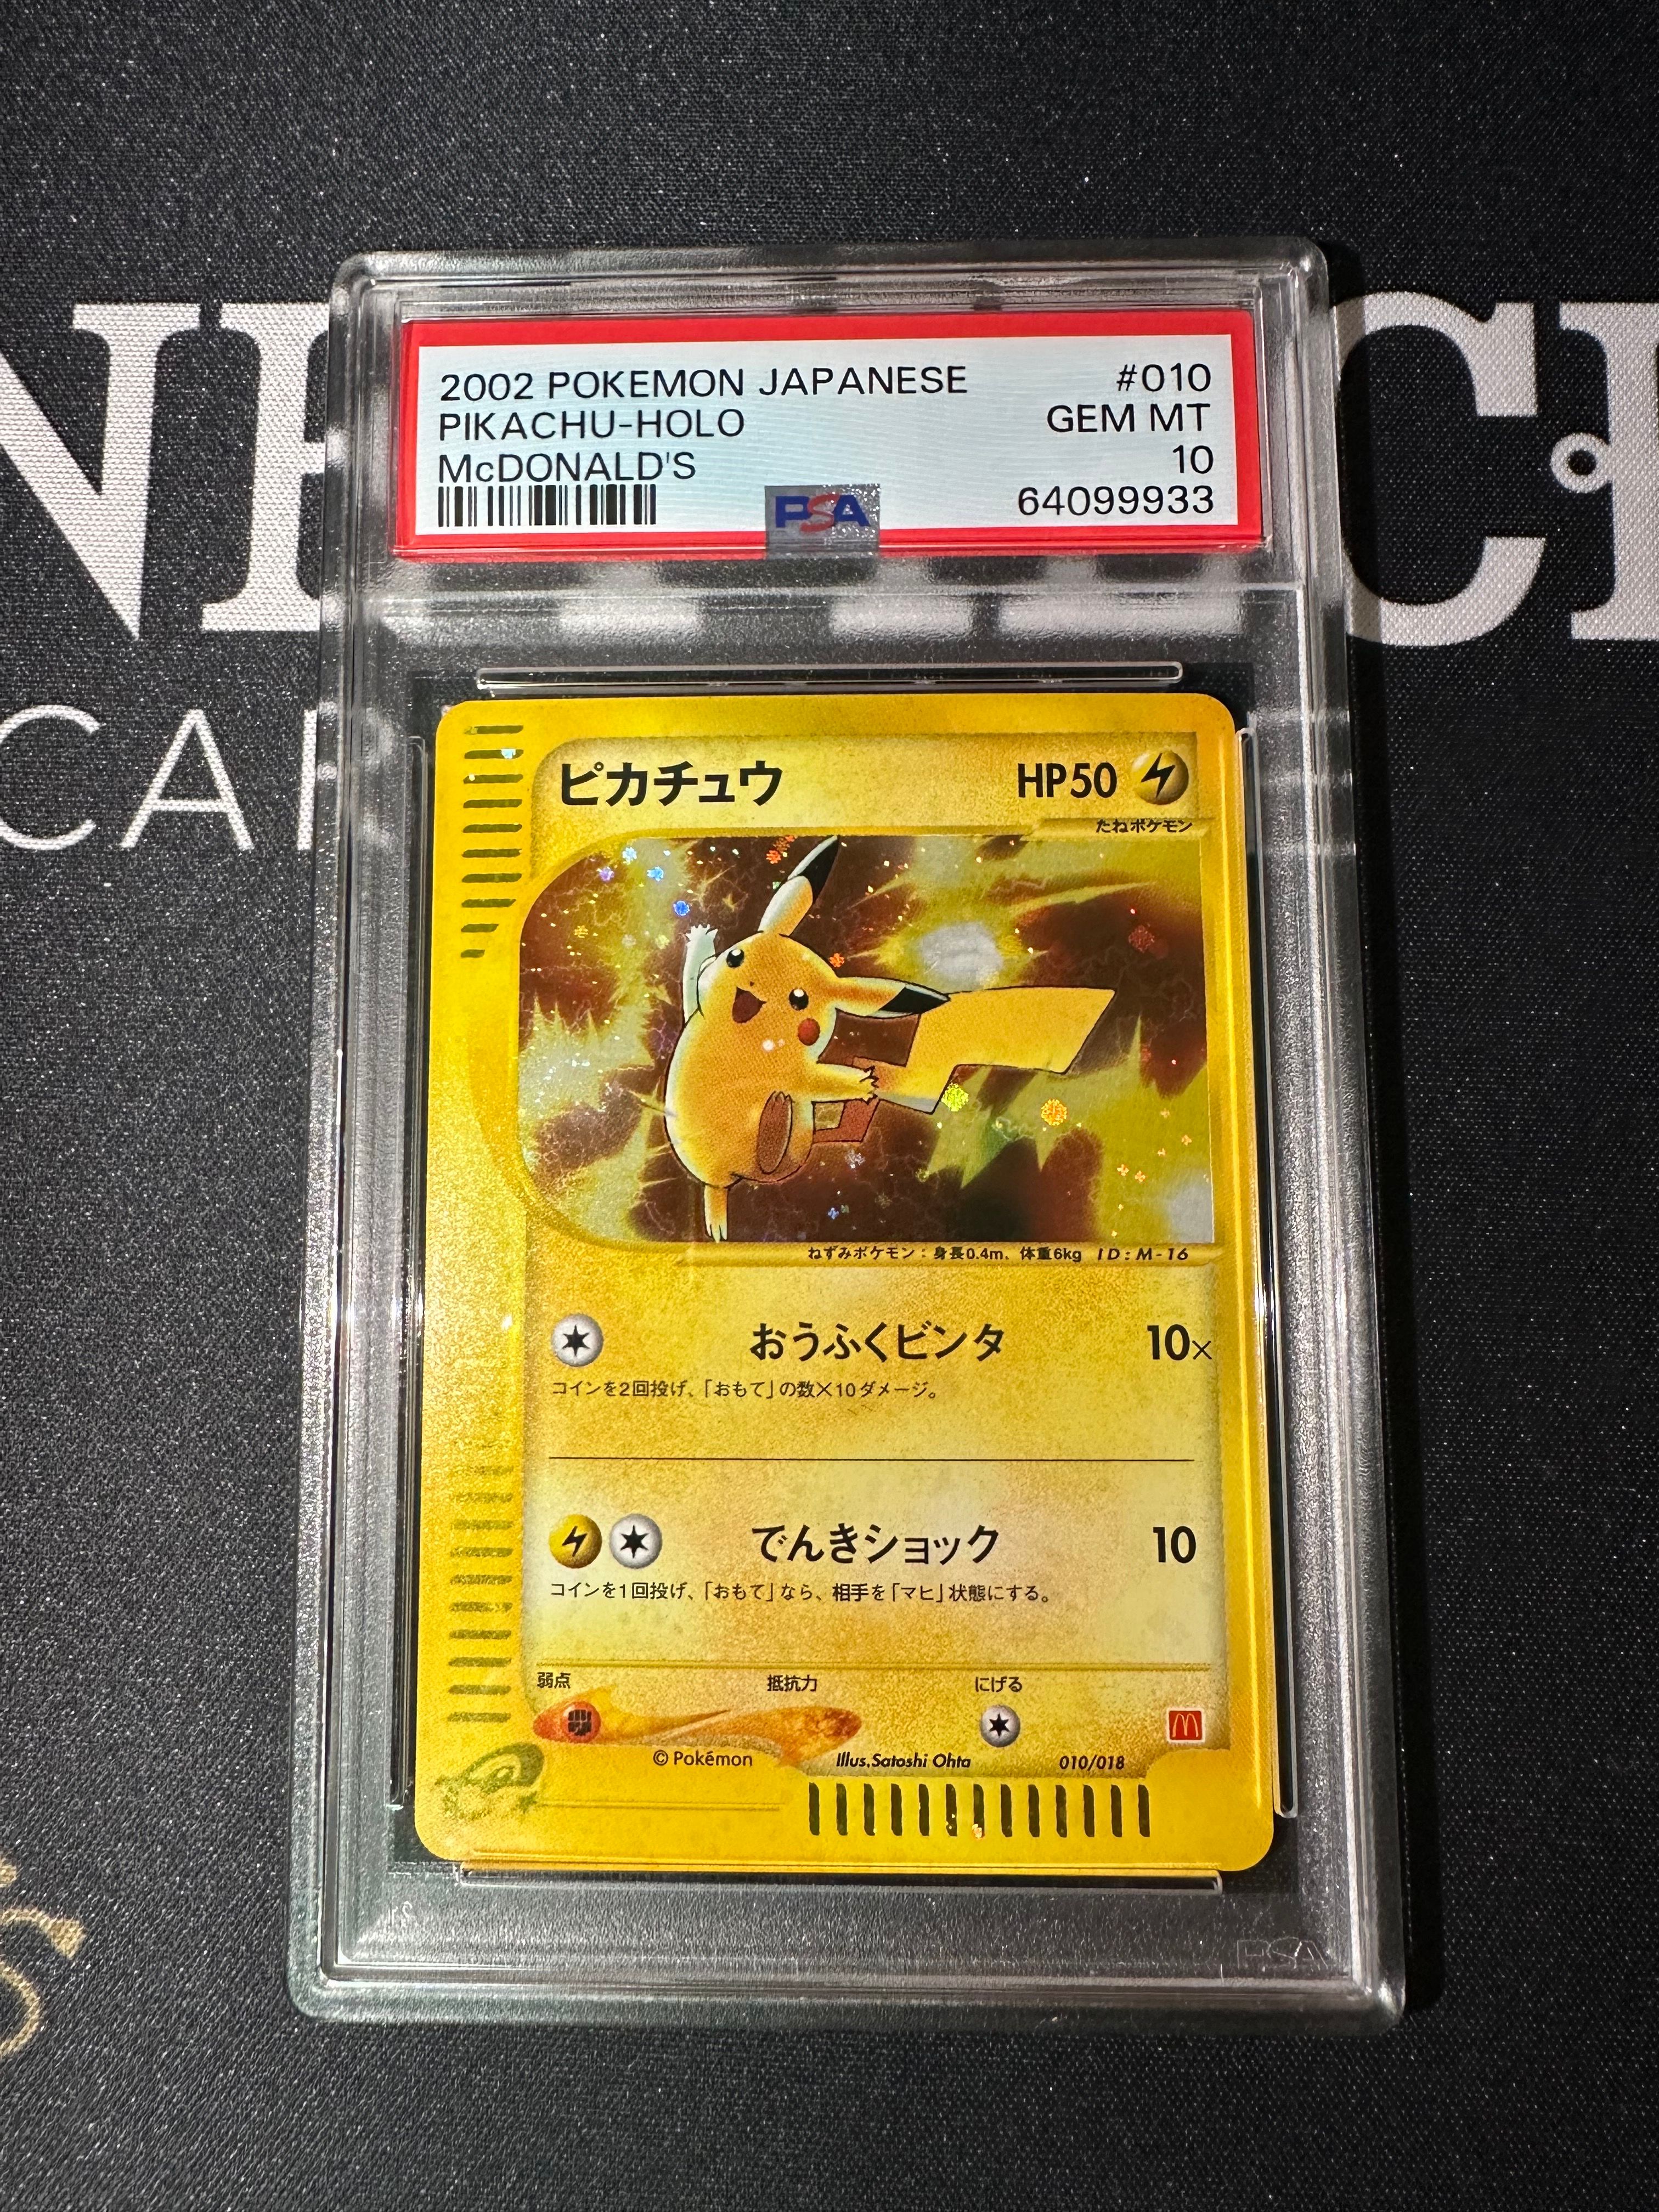 2002 POKEMON JAPANESE #010
PIKACHU-HOLO GEM MT
McDONALD'S 10
64099933
PSA
ピカチュウ HP50
たねポケモン
ねずみポケモン：身長0.4m、体重6kg ID:M-16
おうふくビンタ 10×
コインを2回投げ、「おもて」の数×10ダメージ。
でんきショック 10
コインを1回投げ、「おもて」なら、相手を「マヒ」状態にする。
弱点 抵抗力 にげる
© Pokémon Illus.Satoshi Ohta 010/018
PSA